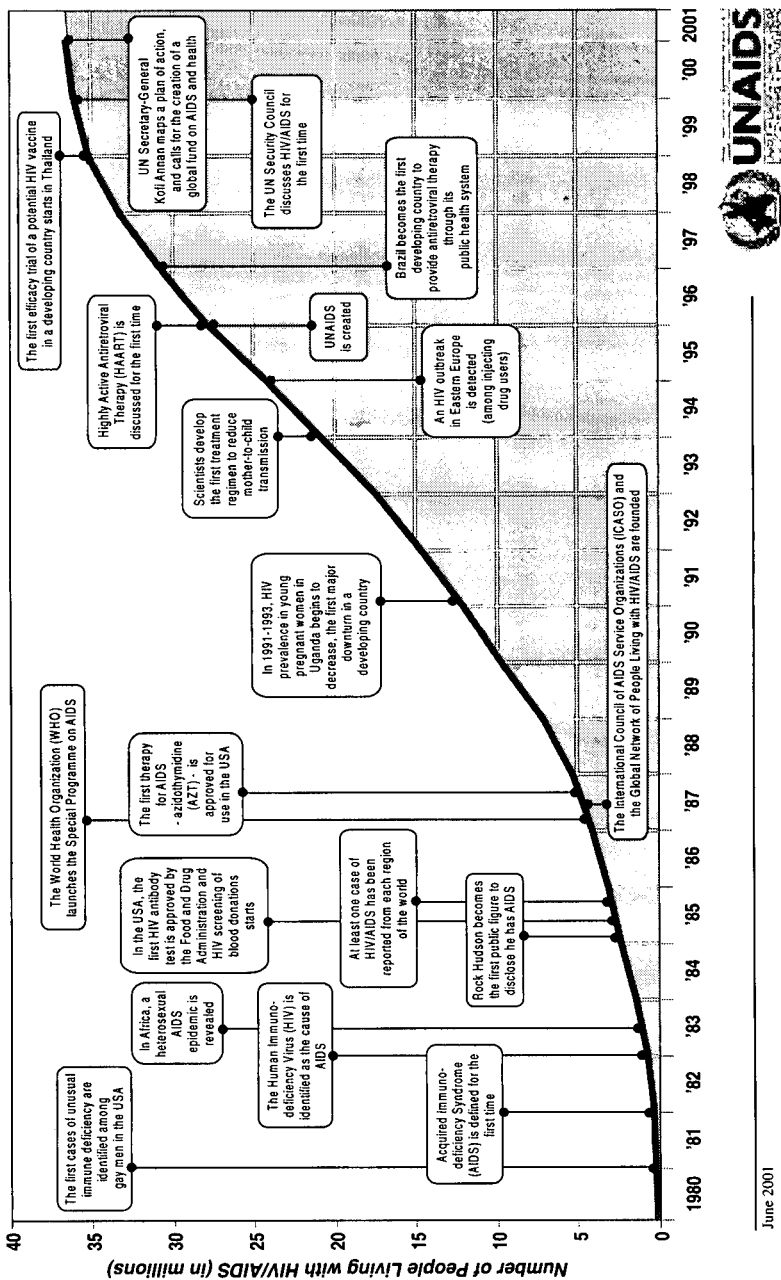 40
35
30
25
20
15
10
5
0
Number of People Living with HIV/AIDS (in millions)
1980
'81
'82
'83
'84
'85
'86
'87
'88
'89
'90
'91
'92
'93
'94
'95
'96
97
98
99
'00
2001
The first cases of unusual
immune deficiency are
identified among
gay men in the USA
Acquired Immuno-
deficiency Syndrome
(AIDS) is defined for the
first time
The Human Immuno-
deficiency Virus (HIV) is
identified as the cause of
AIDS
In Africa, a
heterosexual
AIDS
epidemic is
revealed
Rock Hudson becomes
the first public figure to
disclose he has AIDS
In the USA, the
first HIV antibody
test is approved by
the Food and Drug
Administration and
HIV screening of
blood donations
starts
At least one case of
HIV/AIDS has been
reported from each region
of the world
The World Health Organization (WHO)
launches the Special Programme on AIDS
The first therapy
for AIDS
- azidothymidine
(AZT) - is
approved for
use in the USA
The International Council of AIDS Service Organizations (ICASO) and
the Global Network of People Living with HIV/AIDS are founded
In 1991-1993, HIV
prevalence in young
pregnant women in
Uganda begins to
decrease, the first major
downturn in a
developing country
Scientists develop
the first treatment
regimen to reduce
mother-to-child
transmission
An HIV outbreak
in Eastern Europe
is detected
(among injecting
drug users)
Highly Active Antiretroviral
Therapy (HAART) is
discussed for the first time
UNAIDS
is created
Brazil becomes the first
developing country to
provide antiretroviral therapy
through its
public health system
The first efficacy trial of a potential HIV vaccine
in a developing country starts in Thailand
The UN Security Council
discusses HIV/AIDS for
the first time
UN Secretary-General
Kofi Annan maps a plan of action,
and calls for the creation of a
global fund on AIDS and health
June 2001
UNAIDS